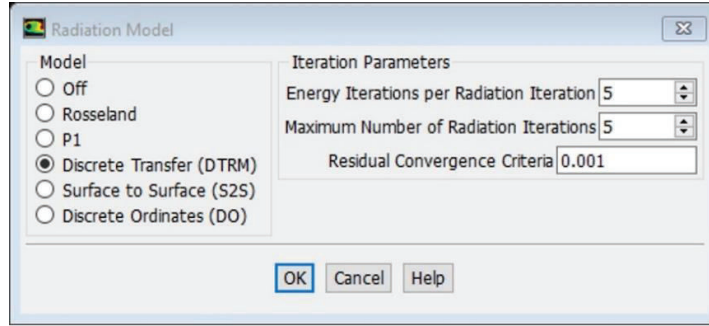 Radiation Model
Model
Off
Rosseland
P1
Discrete Transfer (DTRM)
Surface to Surface (S2S)
Discrete Ordinates (DO)
Iteration Parameters
Energy Iterations per Radiation Iteration 5
Maximum Number of Radiation Iterations 5
Residual Convergence Criteria 0.001
OK Cancel Help